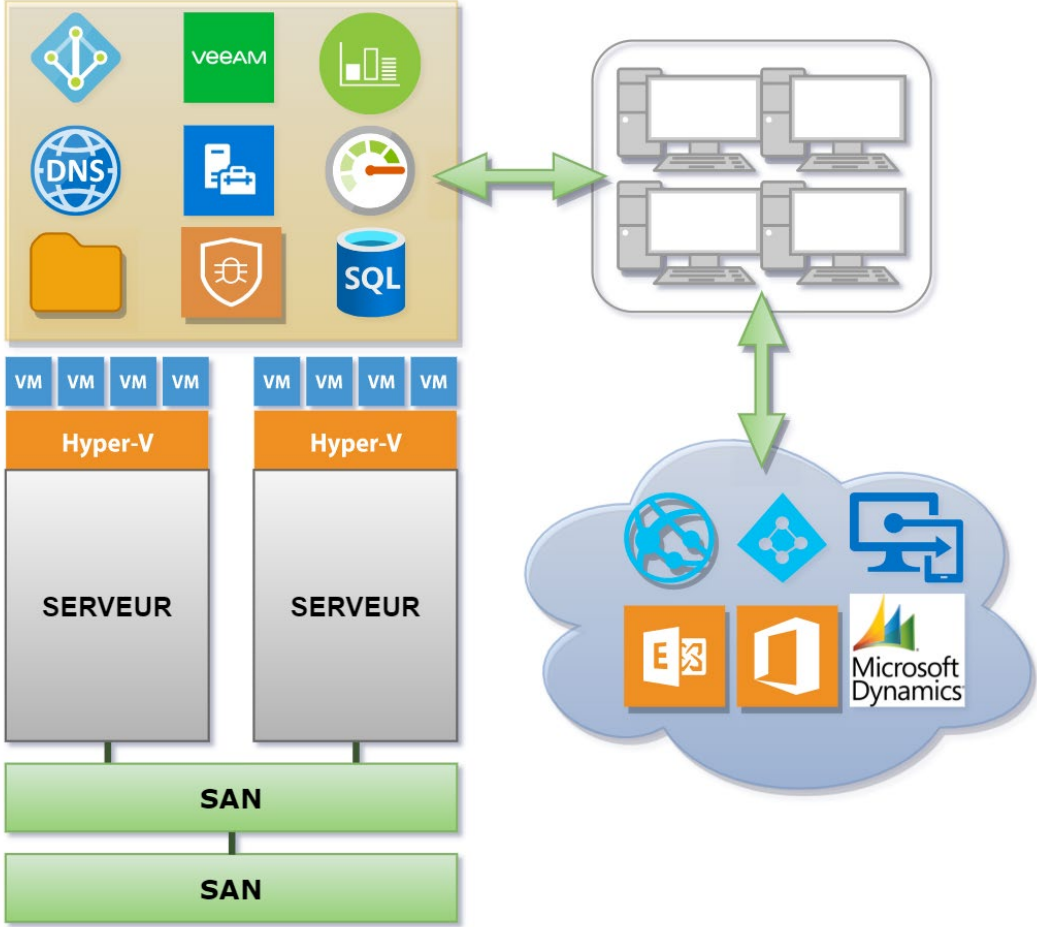 veeAM
DNS
SQL
VM VM VM VM
VM VM VM VM
Hyper-V
Hyper-V
SERVEUR
SERVEUR
SAN
SAN
E
Microsoft
Dynamics